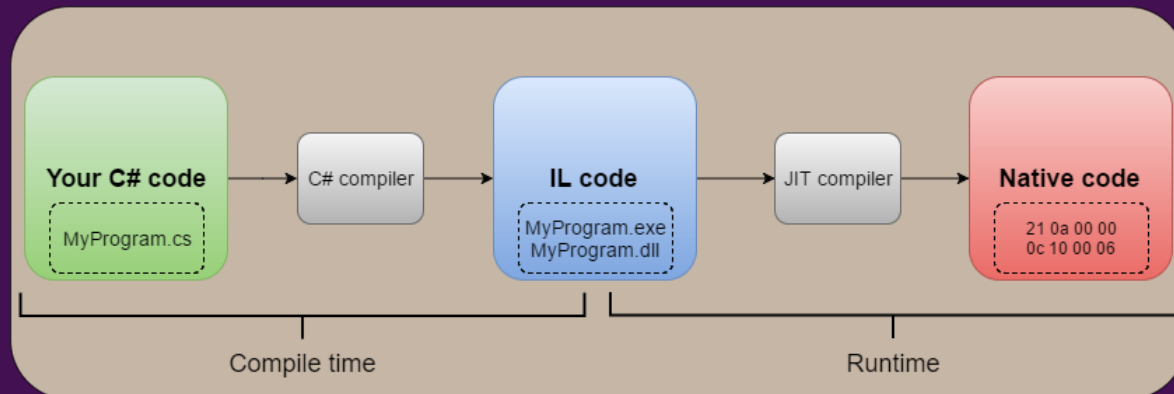 Your C# code
MyProgram.cs
C# compiler
IL code
MyProgram.exe
MyProgram.dll
JIT compiler
Native code
21 0a 00 00
0c 10 00 06
Compile time
Runtime